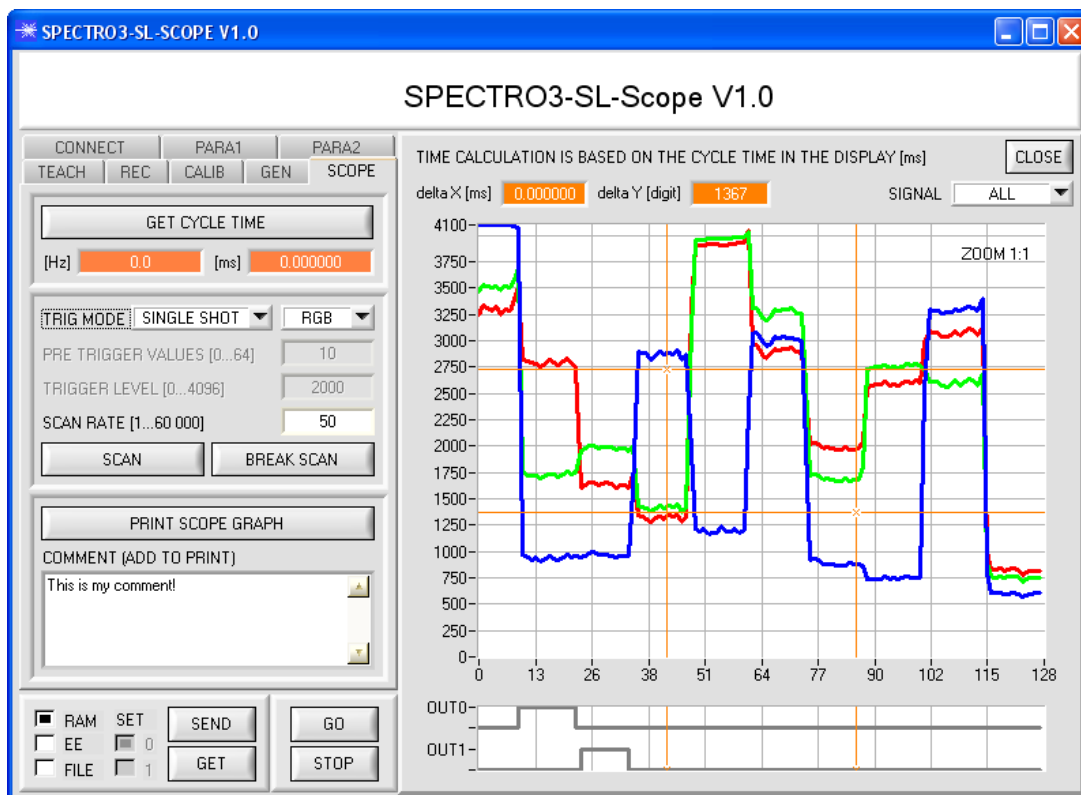 SPECTRO3-SL-SCOPE V1.0
SPECTRO3-SL-Scope V1.0
CONNECT PARA1 PARA2
TEACH REC CALIB GEN SCOPE
GET CYCLE TIME
[Hz] 0.0 [ms] 0.000000
TRIG MODE SINGLE SHOT RGB
PRE TRIGGER VALUES [0...64] 10
TRIGGER LEVEL [0...4096] 2000
SCAN RATE [1...60 000] 50
SCAN BREAK SCAN
PRINT SCOPE GRAPH
COMMENT (ADD TO PRINT)
This is my comment!
RAM SET
EE 0
FILE 1
SEND
GET
GO
STOP
TIME CALCULATION IS BASED ON THE CYCLE TIME IN THE DISPLAY [ms] CLOSE
delta X [ms] 0.000000 delta Y [digit] 1367 SIGNAL ALL
ZOOM 1:1
4100
3750
3500
3250
3000
2750
2500
2250
2000
1750
1500
1250
1000
750
500
250
0
0 13 26 38 51 64 77 90 102 115 128
OUT0
OUT1